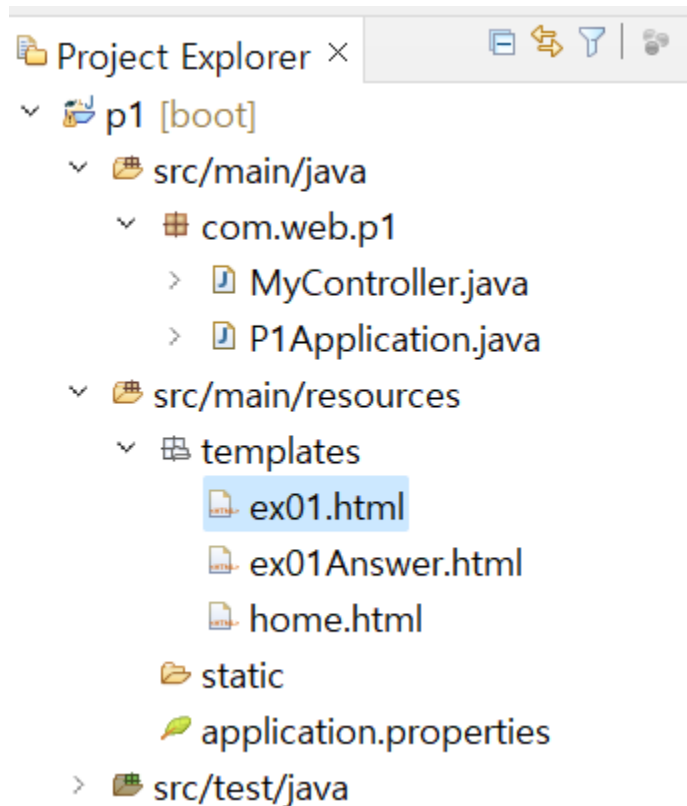 Project Explorer ×
p1 [boot]
src/main/java
com.web.p1
MyController.java
P1Application.java
src/main/resources
templates
ex01.html
ex01Answer.html
home.html
static
application.properties
src/test/java